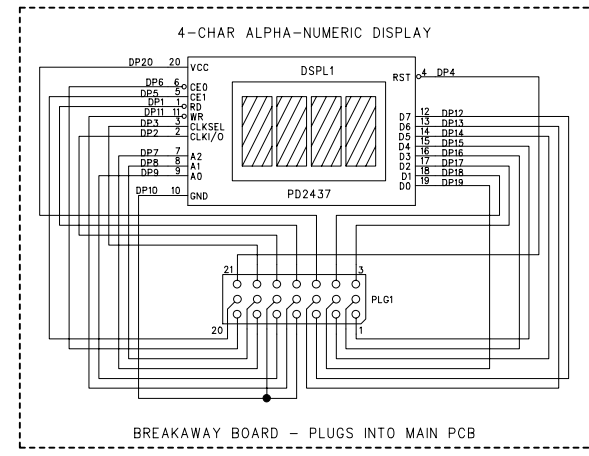 4-CHAR ALPHA-NUMERIC DISPLAY
DSPL1
DP20 20 VCC
DP6 6 CE0
DP5 5 CE1
DP1 1 RD
DP11 11 WR
DP3 3 CLKSEL
DP2 2 CLKI/O
DP7 7 A2
DP8 8 A1
DP9 9 A0
DP10 10 GND
RST 4 DP4
D7 12 DP12
D6 13 DP13
D5 14 DP14
D4 15 DP15
D3 16 DP16
D2 17 DP17
D1 18 DP18
D0 19 DP19
PD2437
21 3
PLG1
20 1
BREAKAWAY BOARD - PLUGS INTO MAIN PCB